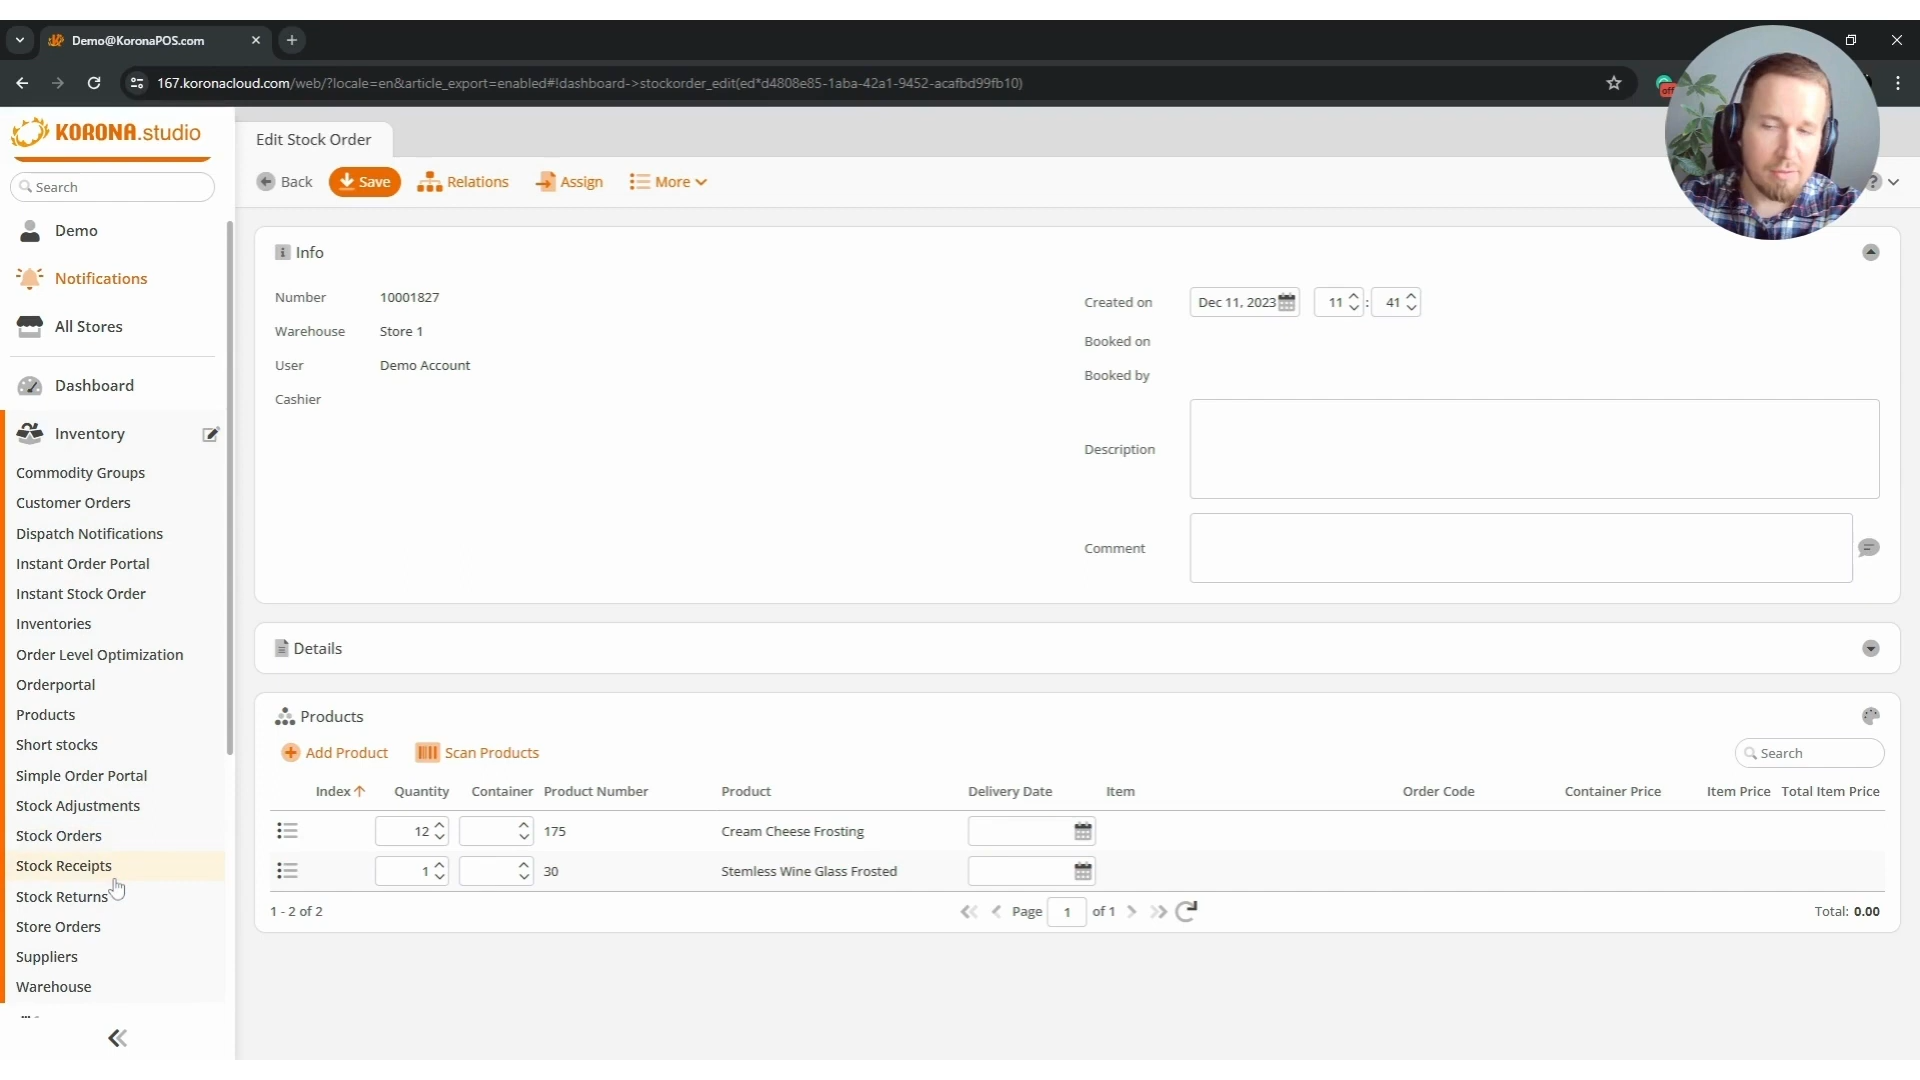 Demo@KoronaPOS.com
167.koronacloud.com/web/?locale=en&article_export=enabled#!dashboard->stockorder_edit(ed*d4808e85-1aba-42a1-9452-acafbd99fb10)
off
KORONA.studio
Search
Demo
Notifications
All Stores
Dashboard
Inventory
Commodity Groups
Customer Orders
Dispatch Notifications
Instant Order Portal
Instant Stock Order
Inventories
Order Level Optimization
Orderportal
Products
Short stocks
Simple Order Portal
Stock Adjustments
Stock Orders
Stock Receipts
Stock Returns
Store Orders
Suppliers
Warehouse
Edit Stock Order
Back Save Relations Assign More
?
Info
Number 10001827
Warehouse Store 1
User Demo Account
Cashier
Created on Dec 11, 2023 11 : 41
Booked on
Booked by
Description
Comment
Details
Products
Add Product Scan Products
Search
Index Quantity Container Product Number Product Delivery Date Item Order Code Container Price Item Price Total Item Price
12 175 Cream Cheese Frosting
1 30 Stemless Wine Glass Frosted
1 - 2 of 2 Page 1 of 1 Total: 0.00